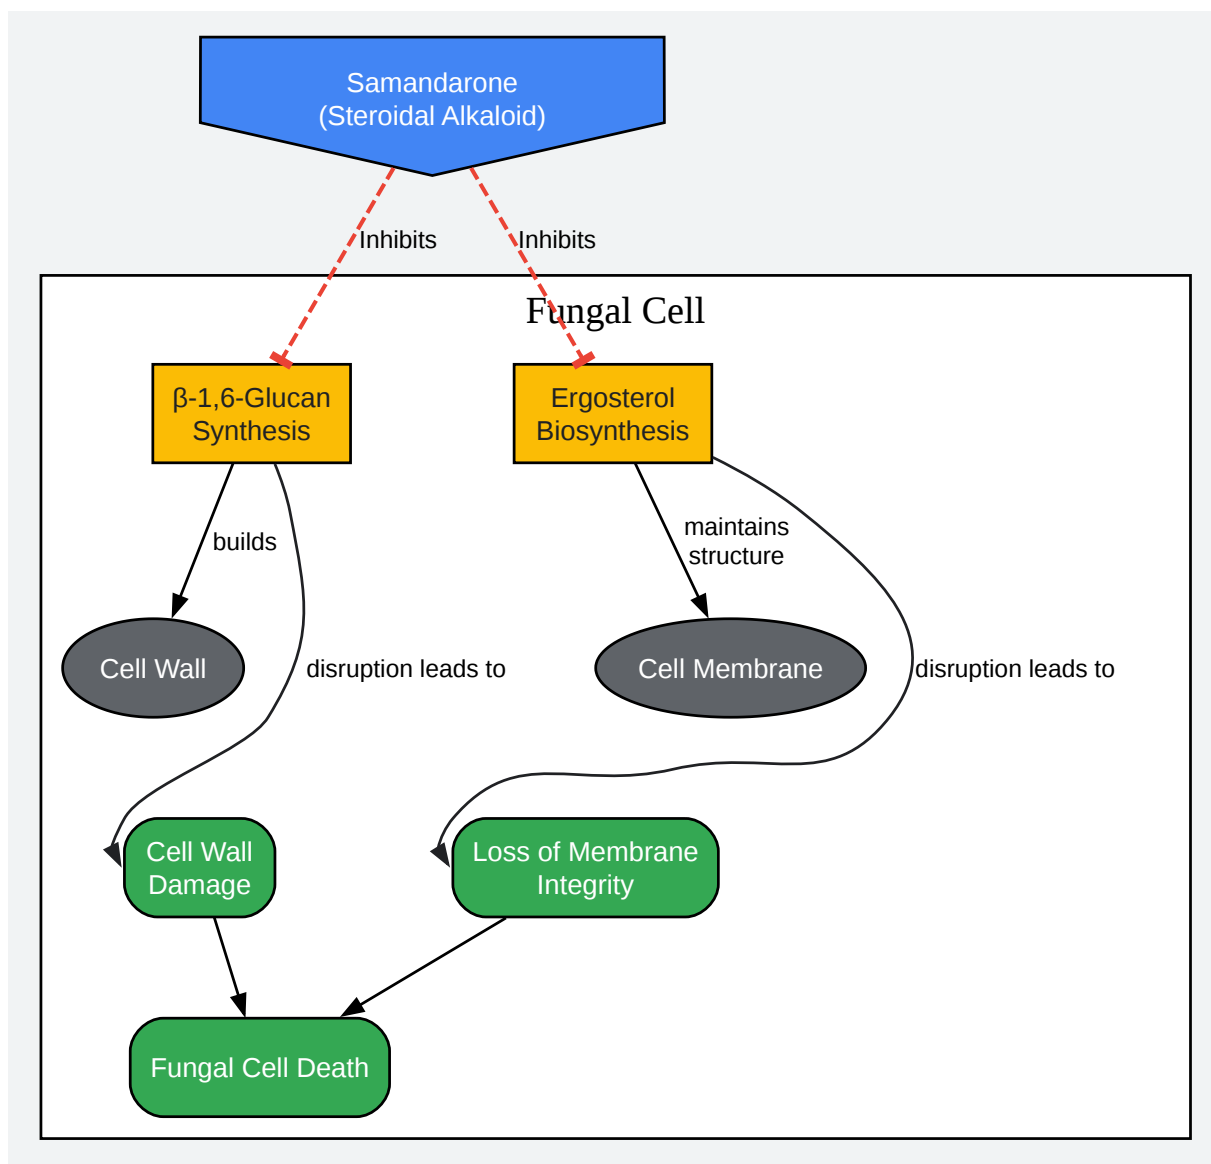 Samandarone
(Steroidal Alkaloid)
Inhibits
Inhibits
Fungal Cell
β-1,6-Glucan
Synthesis
Ergosterol
Biosynthesis
builds
maintains
structure
Cell Wall
disruption leads to
Cell Membrane
disruption leads to
Cell Wall
Damage
Loss of Membrane
Integrity
Fungal Cell Death